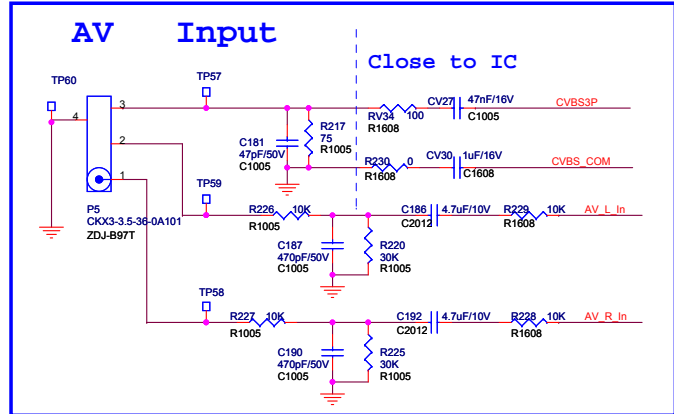 AV Input
Close to IC
TP60
TP57
3
4
2
1
C181
47pF/50V
C1005
R217
75
R1005
RV34 100
R1608
CV27 47nF/16V
C1005
CVBS3P
R230 0
R1608
CV30 1uF/16V
C1608
CVBS_COM
P5
CKX3-3.5-36-0A101
ZDJ-B97T
TP59
R226 10K
R1005
C187
470pF/50V
C1005
R220
30K
R1005
C186 4.7uF/10V
C2012
R229 10K
R1608
AV_L_In
TP58
R227 10K
R1005
C190
470pF/50V
C1005
R225
30K
R1005
C192 4.7uF/10V
C2012
R228 10K
R1608
AV_R_In